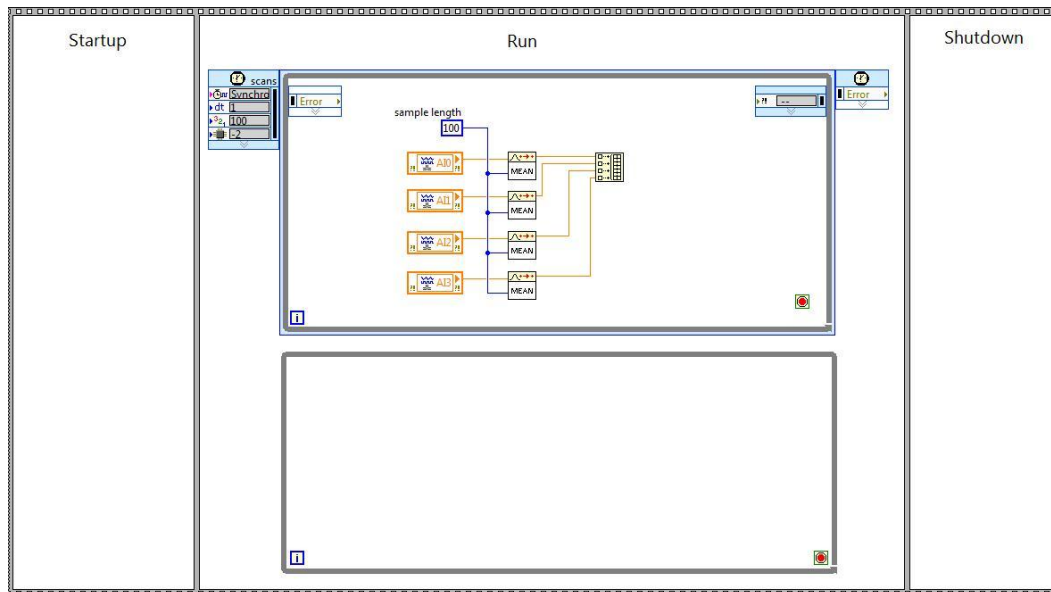 Startup
Run
Shutdown
scans
Synchro
dt 1
100
-2
Error
--
Error
sample length
100
AI0
MEAN
AI1
MEAN
AI2
MEAN
AI3
MEAN
i
i